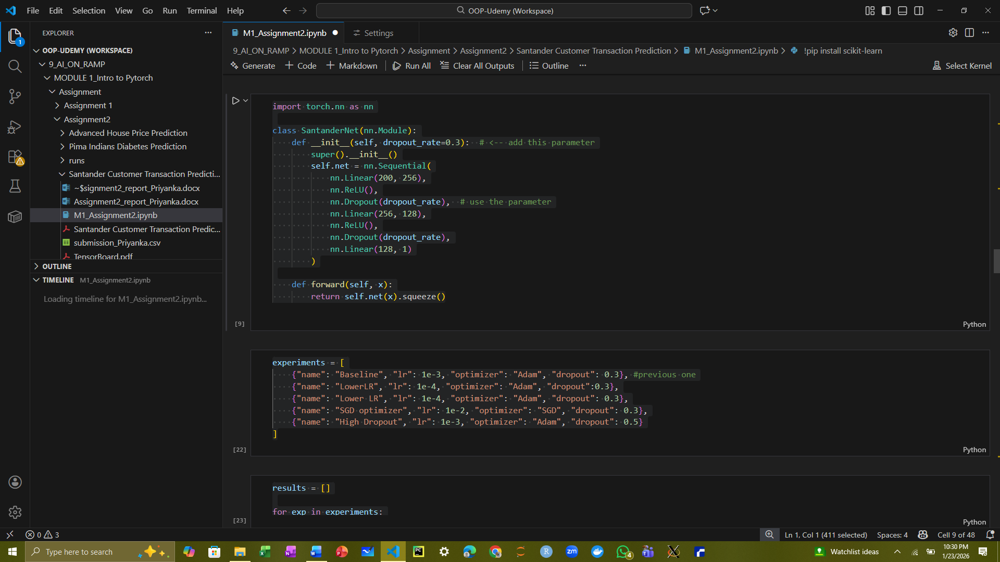 File Edit Selection View Go Run Terminal Help
OOP-Udemy (Workspace)
EXPLORER
1
OOP-UDEMY (WORKSPACE)
9_AI_ON_RAMP
MODULE 1_Intro to Pytorch
Assignment
Assignment 1
Assignment2
Advanced House Price Prediction
Pima Indians Diabetes Prediction
runs
Santander Customer Transaction Predicti...
~$signment2_report_Priyanka.docx
Assignment2_report_Priyanka.docx
M1_Assignment2.ipynb
Santander Customer Transaction Predic...
submission_Priyanka.csv
TensorBoard.pdf
OUTLINE
TIMELINE M1_Assignment2.ipynb
Loading timeline for M1_Assignment2.ipynb...
M1_Assignment2.ipynb Settings
9_AI_ON_RAMP > MODULE 1_Intro to Pytorch > Assignment > Assignment2 > Santander Customer Transaction Prediction > M1_Assignment2.ipynb > !pip install scikit-learn
Generate + Code + Markdown Run All Clear All Outputs Outline ... Select Kernel
import torch.nn as nn
class SantanderNet(nn.Module):
    def __init__(self, dropout_rate=0.3):  # <-- add this parameter
        super().__init__()
        self.net = nn.Sequential(
            nn.Linear(200, 256),
            nn.ReLU(),
            nn.Dropout(dropout_rate),  # use the parameter
            nn.Linear(256, 128),
            nn.ReLU(),
            nn.Dropout(dropout_rate),
            nn.Linear(128, 1)
        )
    def forward(self, x):
        return self.net(x).squeeze()
[9] Python
experiments = [
    {"name": "Baseline", "lr": 1e-3, "optimizer": "Adam", "dropout": 0.3}, #previous one
    {"name": "LowerLR", "lr": 1e-4, "optimizer": "Adam", "dropout":0.3},
    {"name": "Lower LR", "lr": 1e-4, "optimizer": "Adam", "dropout": 0.3},
    {"name": "SGD optimizer", "lr": 1e-2, "optimizer": "SGD", "dropout": 0.3},
    {"name": "High Dropout", "lr": 1e-3, "optimizer": "Adam", "dropout": 0.5}
]
[22] Python
results = []
for exp in experiments:
[23] Python
0 3 Ln 1, Col 1 (411 selected) Spaces: 4 Cell 9 of 48
Type here to search
PC
R
zm
4
Watchlist ideas
10:30 PM
1/23/2026